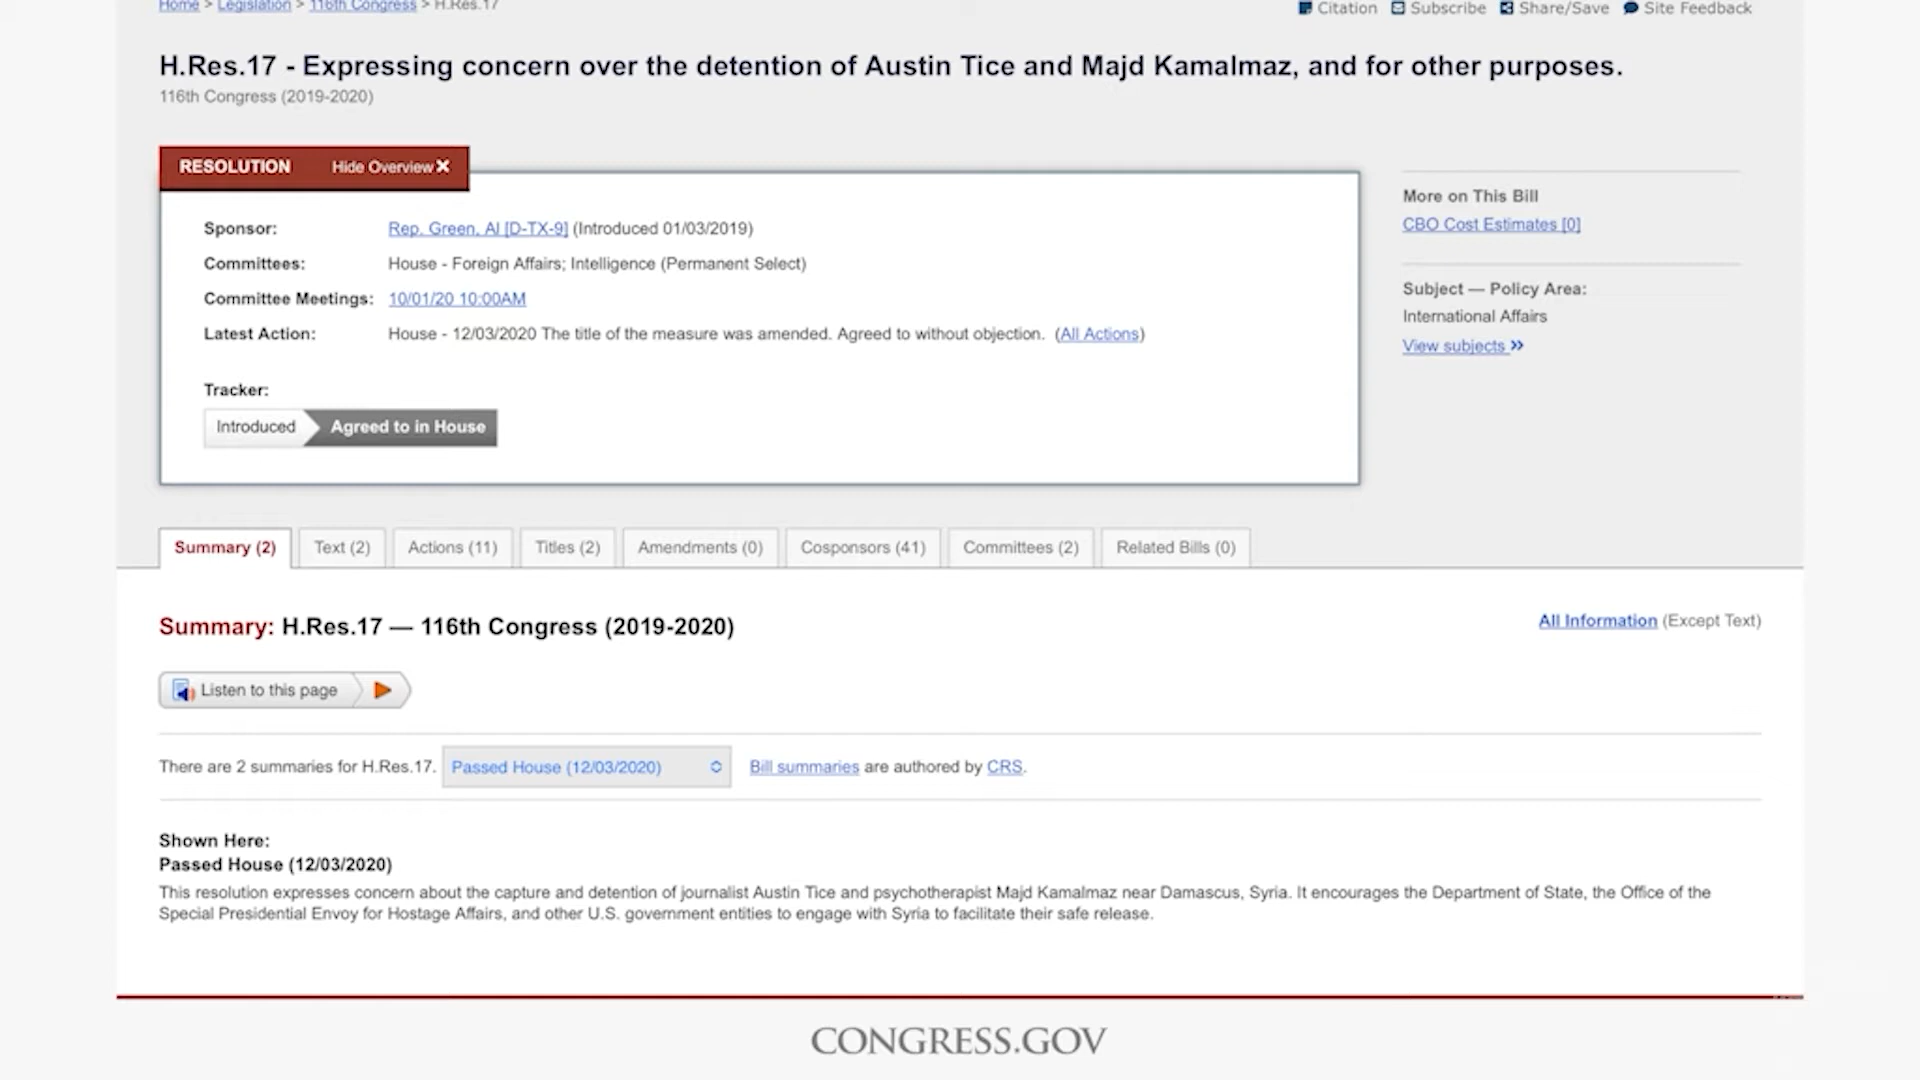 Home > Legislation > 116th Congress > H.Res.17
Citation Subscribe Share/Save Site Feedback
H.Res.17 - Expressing concern over the detention of Austin Tice and Majd Kamalmaz, and for other purposes.
116th Congress (2019-2020)
RESOLUTION Hide Overview
More on This Bill
CBO Cost Estimates [0]
Subject — Policy Area:
International Affairs
View subjects
Sponsor: Rep. Green, Al [D-TX-9] (Introduced 01/03/2019)
Committees: House - Foreign Affairs; Intelligence (Permanent Select)
Committee Meetings: 10/01/20 10:00AM
Latest Action: House - 12/03/2020 The title of the measure was amended. Agreed to without objection. (All Actions)
Tracker:
Introduced Agreed to in House
Summary (2) Text (2) Actions (11) Titles (2) Amendments (0) Cosponsors (41) Committees (2) Related Bills (0)
Summary: H.Res.17 — 116th Congress (2019-2020)
All Information (Except Text)
Listen to this page
There are 2 summaries for H.Res.17. Passed House (12/03/2020) Bill summaries are authored by CRS.
Shown Here:
Passed House (12/03/2020)
This resolution expresses concern about the capture and detention of journalist Austin Tice and psychotherapist Majd Kamalmaz near Damascus, Syria. It encourages the Department of State, the Office of the
Special Presidential Envoy for Hostage Affairs, and other U.S. government entities to engage with Syria to facilitate their safe release.
CONGRESS.GOV